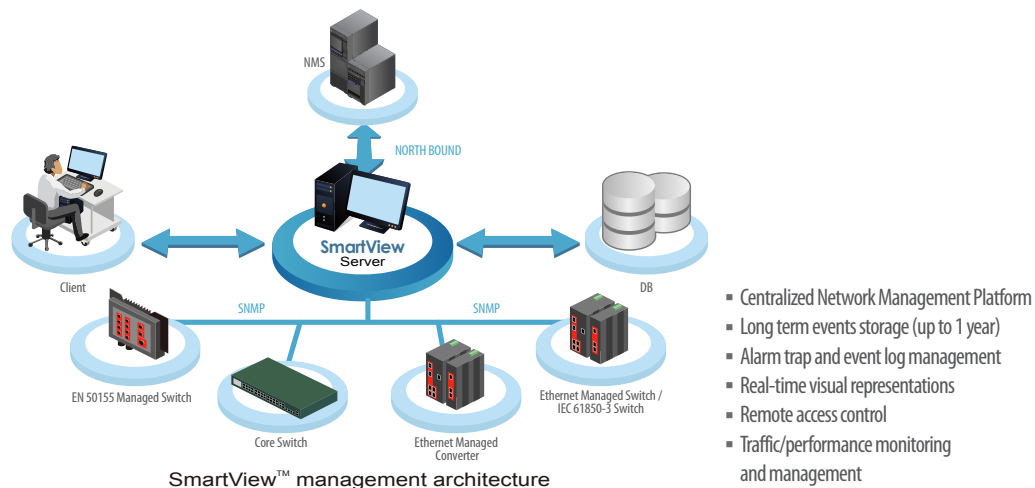 NMS
NORTH BOUND
SmartView
Server
Client
DB
SNMP
SNMP
EN 50155 Managed Switch
Core Switch
Ethernet Managed
Converter
Ethernet Managed Switch /
IEC 61850-3 Switch
SmartView™ management architecture
▪ Centralized Network Management Platform
▪ Long term events storage (up to 1 year)
▪ Alarm trap and event log management
▪ Real-time visual representations
▪ Remote access control
▪ Traffic/performance monitoring
and management